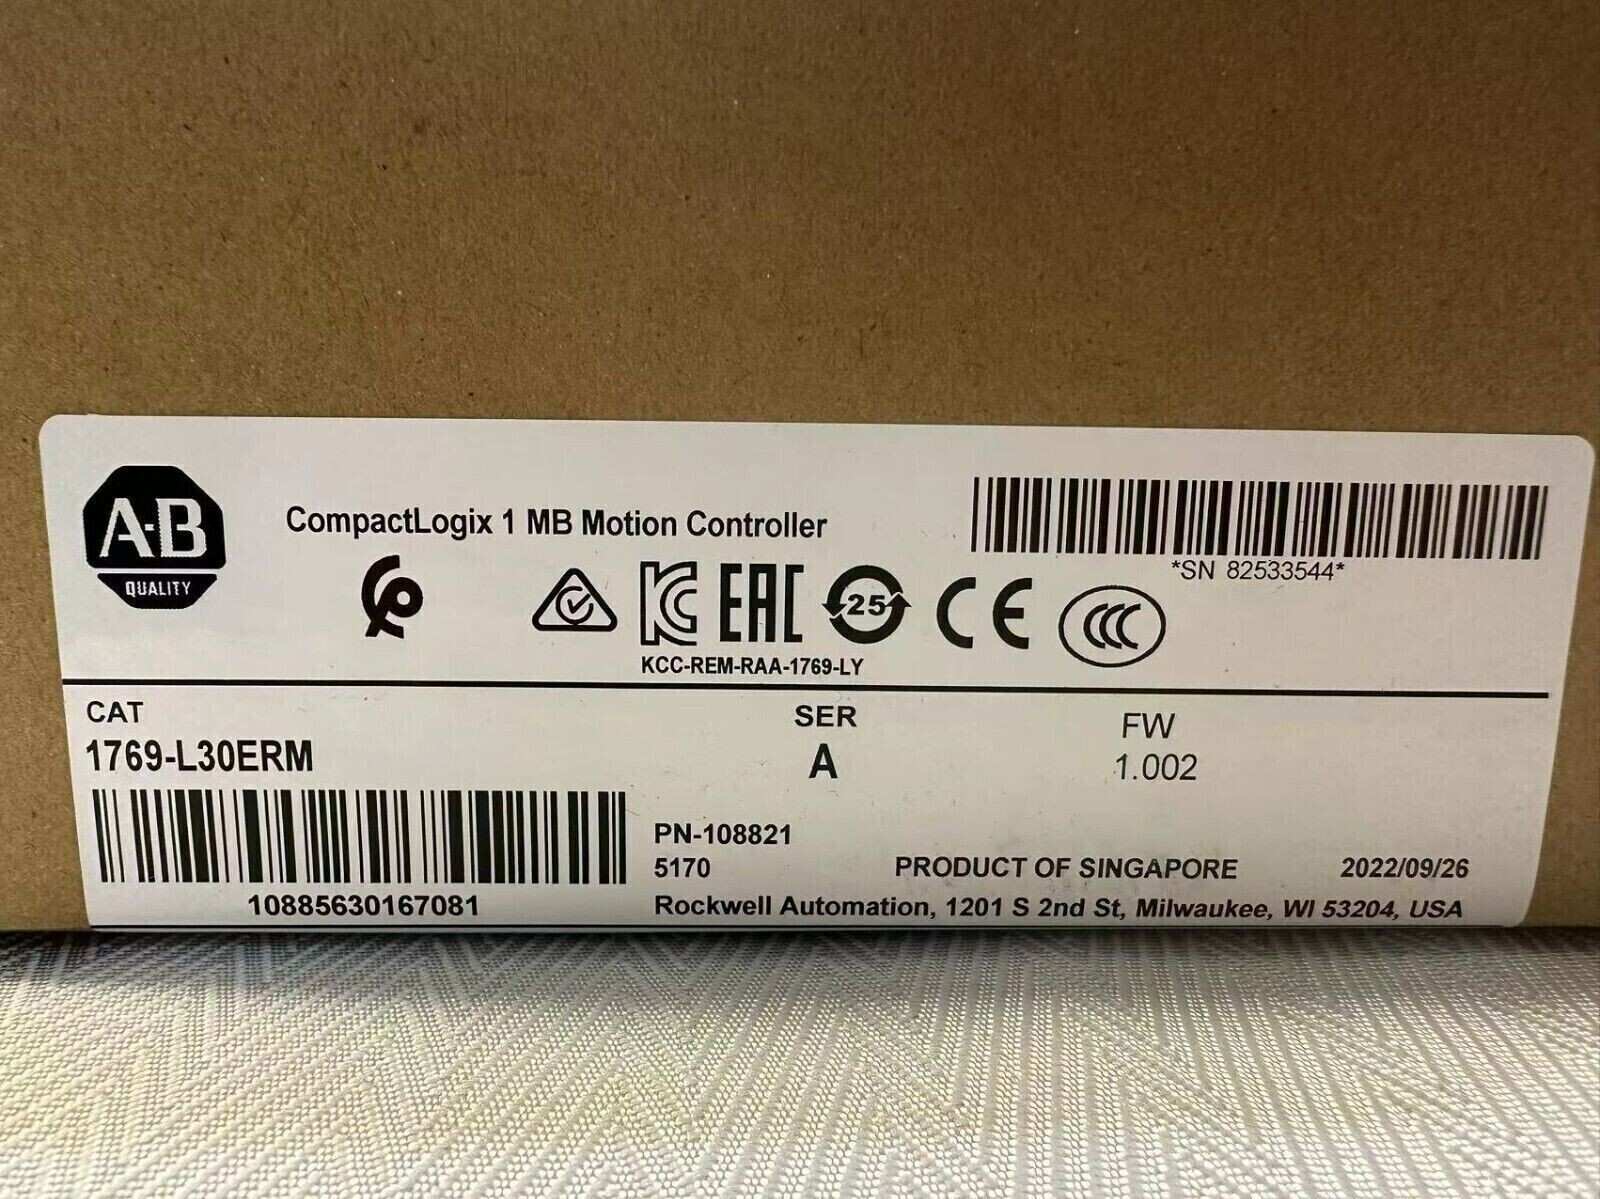 A-B
QUALITY
CompactLogix 1 MB Motion Controller
*SN 82533544*
25
KCC-REM-RAA-1769-LY
CAT
1769-L30ERM
SER
A
FW
1.002
10885630167081
PN-108821
5170
PRODUCT OF SINGAPORE
2022/09/26
Rockwell Automation, 1201 S 2nd St, Milwaukee, WI 53204, USA